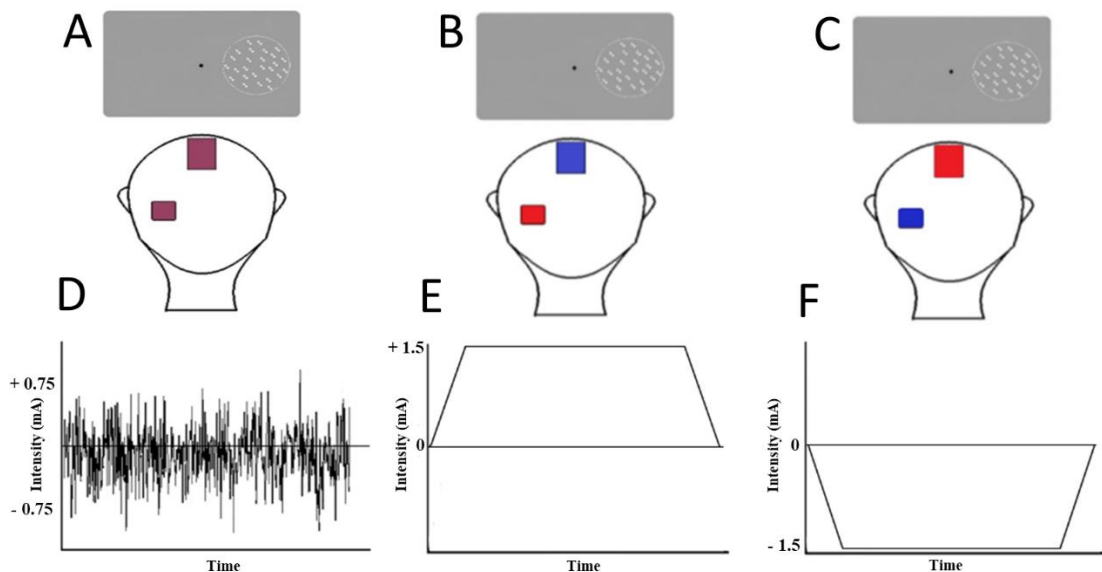 A
B
C
D
E
F
+ 0.75
- 0.75
Intensity (mA)
Time
+ 1.5
0
Intensity (mA)
Time
0
- 1.5
Intensity (mA)
Time